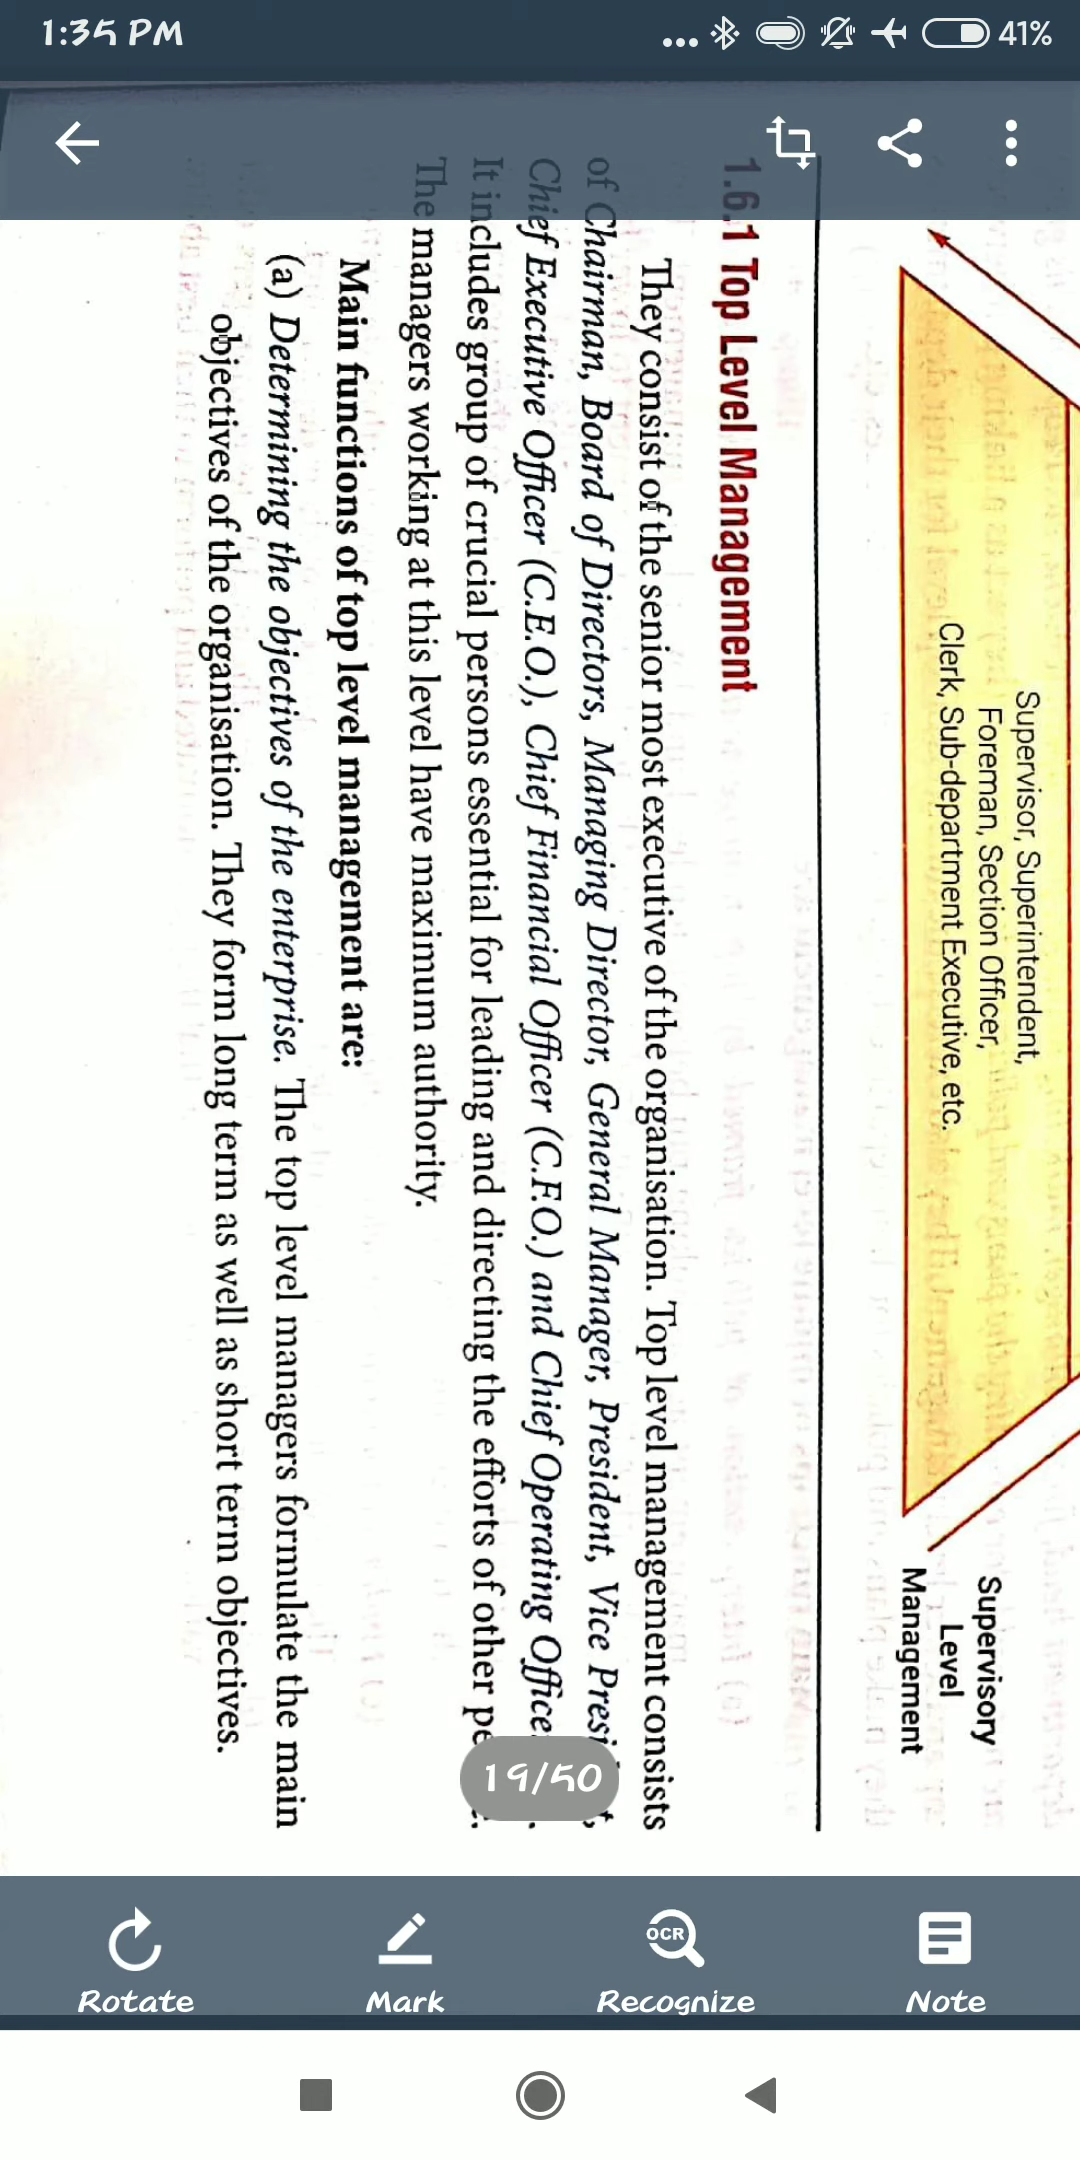 1:35 PM
41%
Supervisor, Superintendent,
Foreman, Section Officer,
Clerk, Sub-department Executive, etc.
Supervisory
Level
Management
1.6.1 Top Level Management
They consist of the senior most executive of the organisation. Top level management consists
of Chairman, Board of Directors, Managing Director, General Manager, President, Vice
Chief Executive Officer (C.E.O.), Chief Financial Officer (C.F.O.) and Chief Operating
It includes group of crucial persons essential for leading and directing the efforts of other
The managers working at this level have maximum authority.
Main functions of top level management are:
(a) Determining the objectives of the enterprise. The top level managers formulate the main
objectives of the organisation. They form long term as well as short term objectives.
19/50
Rotate
Mark
OCR
Recognize
Note